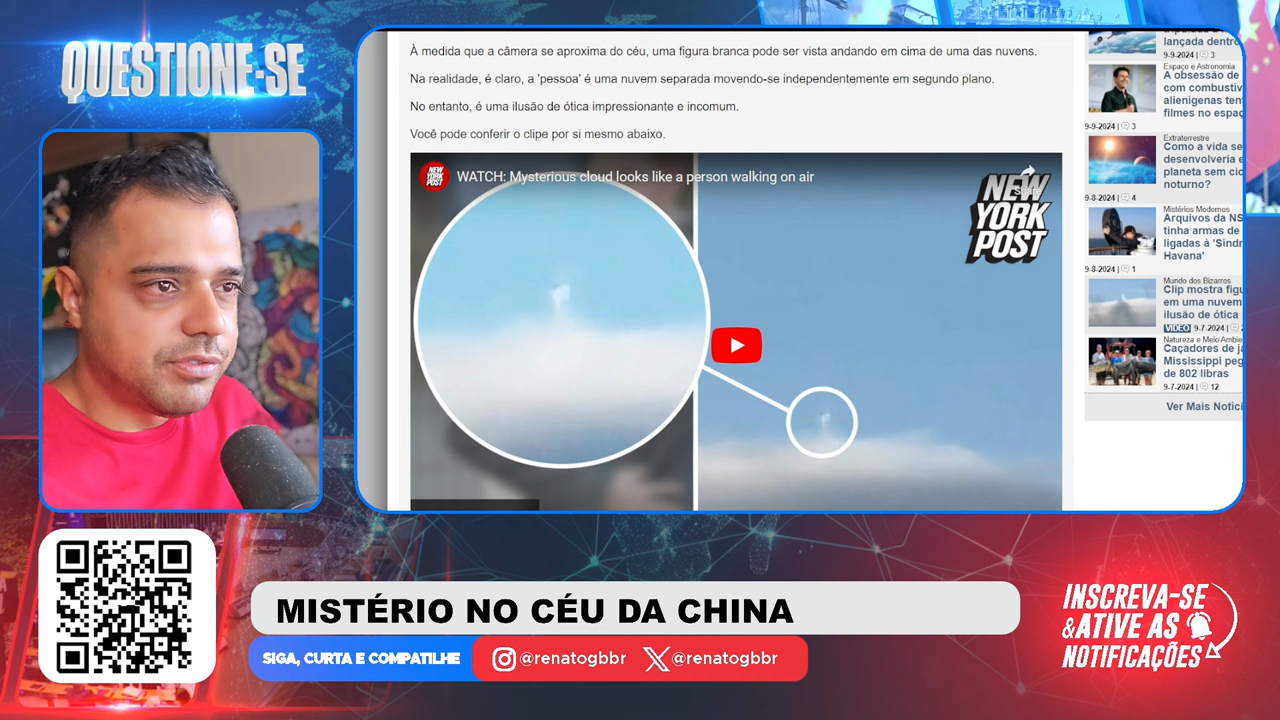 QUESTIONE-SE
À medida que a câmera se aproxima do céu, uma figura branca pode ser vista andando em cima de uma das nuvens.
Na realidade, é claro, a 'pessoa' é uma nuvem separada movendo-se independentemente em segundo plano.
No entanto, é uma ilusão de ótica impressionante e incomum.
Você pode conferir o clipe por si mesmo abaixo.
NEW
YORK
POST
WATCH: Mysterious cloud looks like a person walking on air
Share
NEW
YORK
POST
lançada dentro
9-9-2024 | 3
Espaço e Astronomia
A obsessão de
com combustív
alienígenas ten
filmes no espaç
9-9-2024 | 3
Extraterrestre
Como a vida se
desenvolveria e
planeta sem cic
noturno?
9-8-2024 | 4
Mistérios Modernos
Arquivos da NS
tinha armas de
ligadas à 'Síndr
Havana'
9-8-2024 | 1
Mundo dos Bizarros
Clip mostra figu
em uma nuvem
ilusão de ótica
VÍDEO 9-7-2024 |
Natureza e Meio Ambie
Caçadores de ja
Mississippi peg
de 802 libras
9-7-2024 | 12
Ver Mais Notíci
MISTÉRIO NO CÉU DA CHINA
SIGA, CURTA E COMPATILHE @renatogbbr @renatogbbr
INSCREVA-SE
&ATIVE AS
NOTIFICAÇÕES